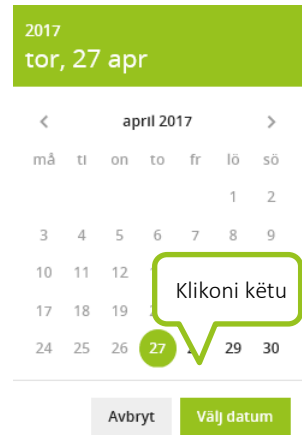 2017
tor, 27 apr
april 2017
må ti on to fr lö sö
1 2
3 4 5 6 7 8 9
10 11 12
Klikoni këtu
17 18 19
24 25 26 27 29 30
Avbryt Välj datum